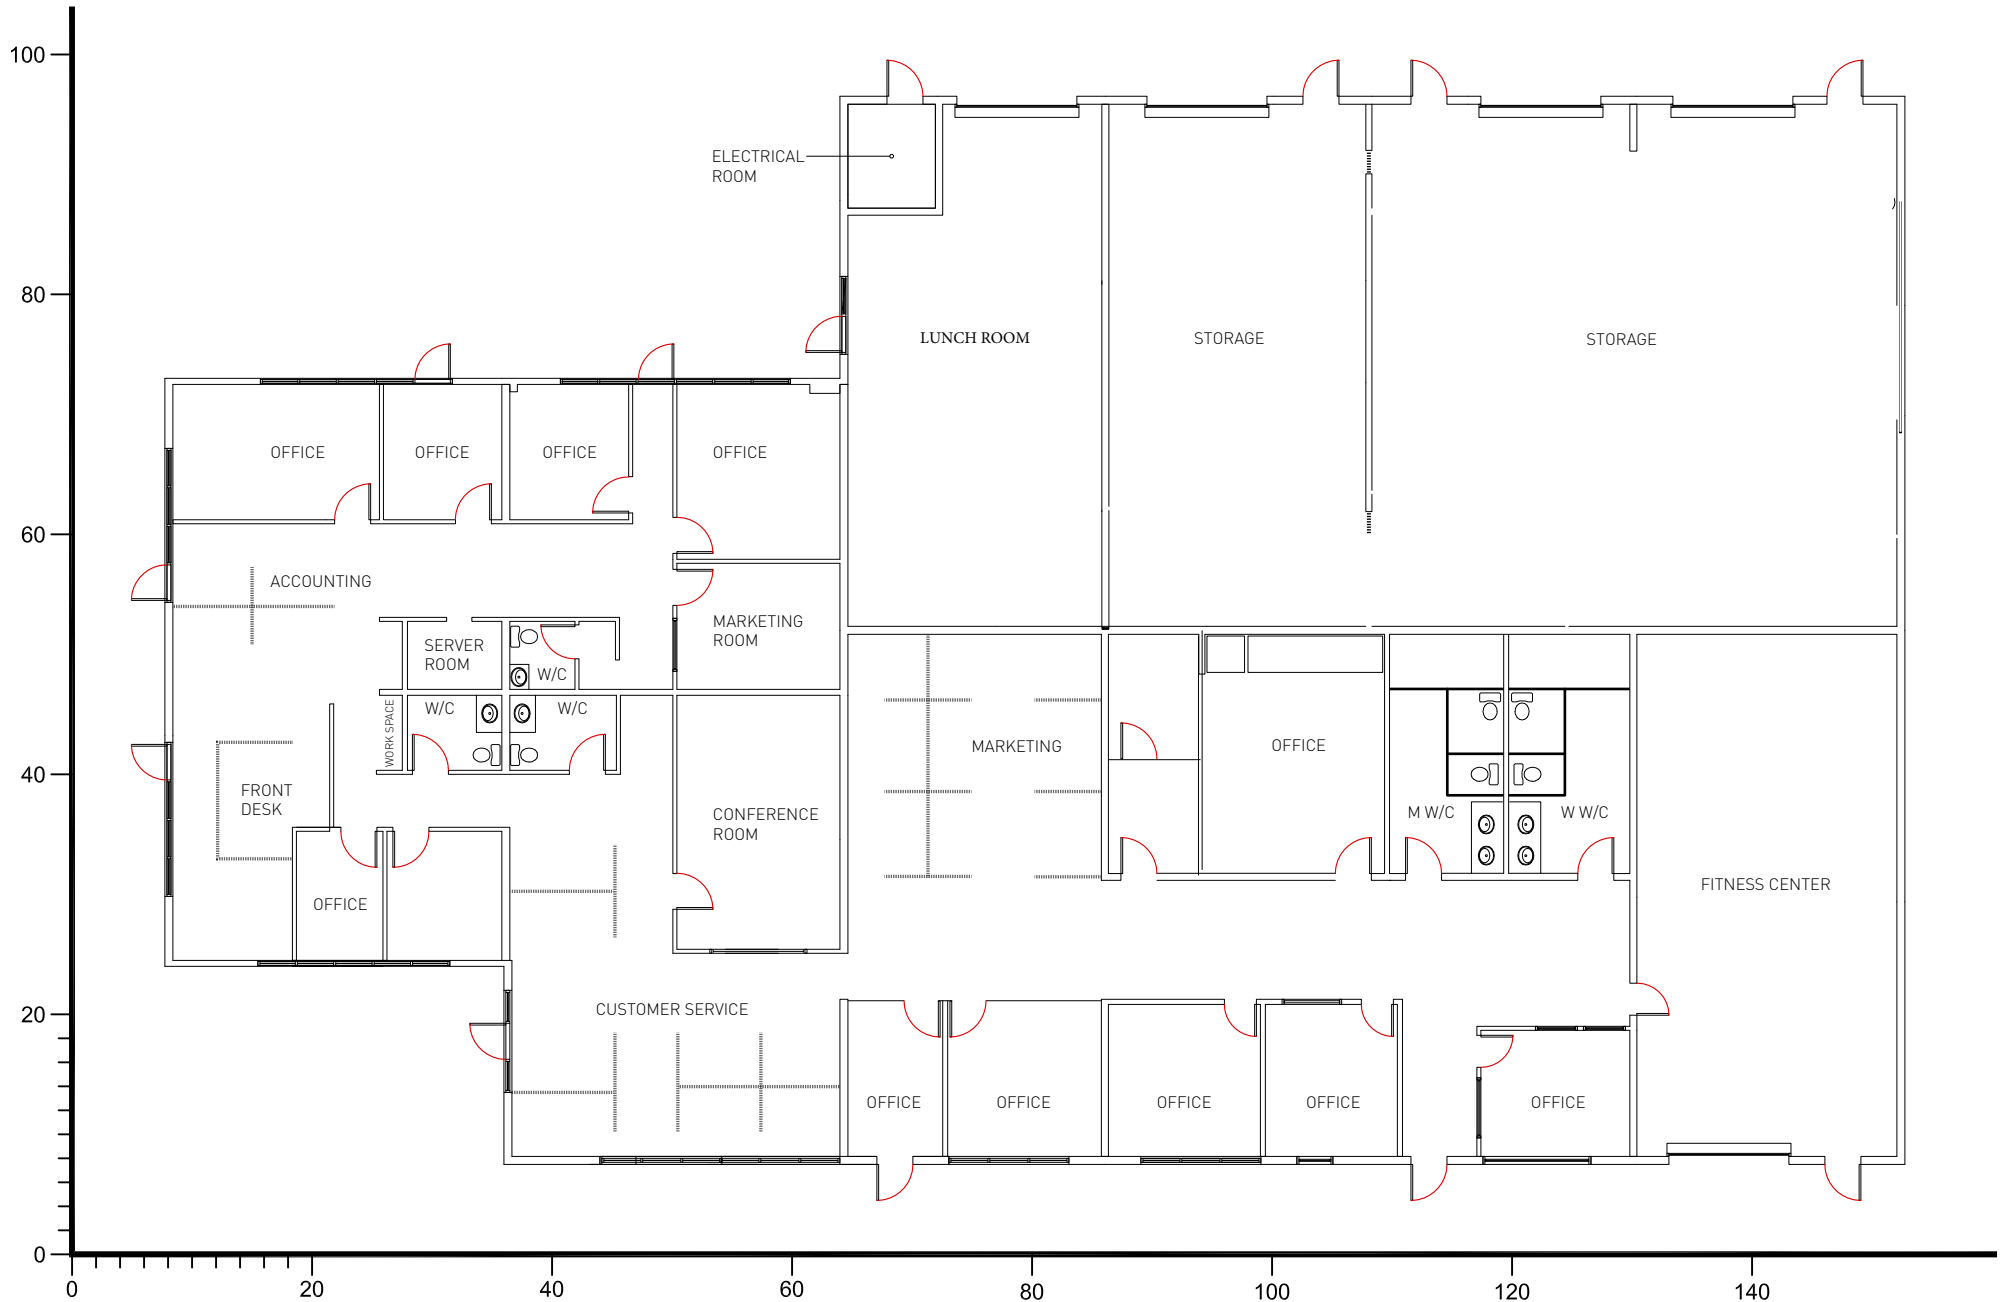 100
ELECTRICAL
ROOM
80
LUNCH ROOM
STORAGE
STORAGE
OFFICE
OFFICE
OFFICE
OFFICE
60
ACCOUNTING
MARKETING
ROOM
SERVER
ROOM
W/C
W/C
W/C
WORK SPACE
MARKETING
OFFICE
40
FRONT
DESK
CONFERENCE
ROOM
M W/C
W W/C
OFFICE
FITNESS CENTER
20
CUSTOMER SERVICE
OFFICE
OFFICE
OFFICE
OFFICE
OFFICE
0
0
20
40
60
80
100
120
140